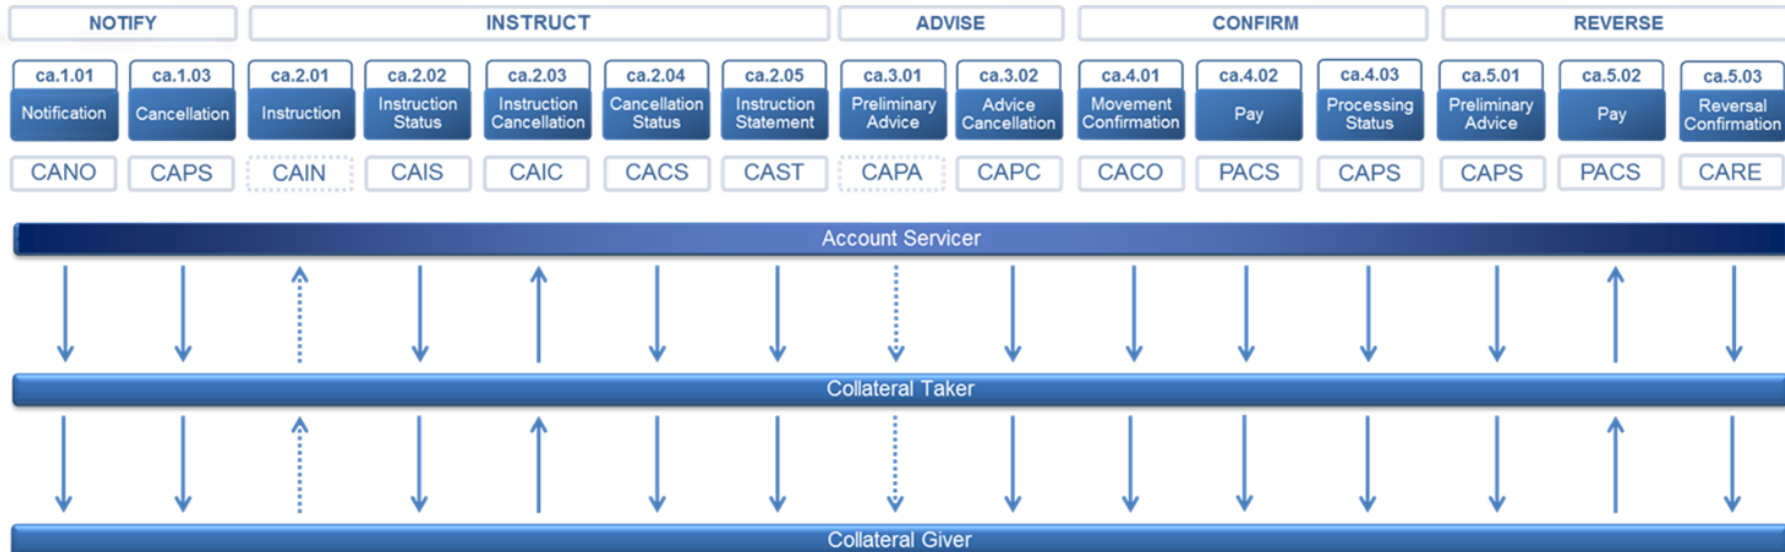 NOTIFY INSTRUCT ADVISE CONFIRM REVERSE
ca.1.01 ca.1.03 ca.2.01 ca.2.02 ca.2.03 ca.2.04 ca.2.05 ca.3.01 ca.3.02 ca.4.01 ca.4.02 ca.4.03 ca.5.01 ca.5.02 ca.5.03
Notification
Cancellation
Instruction
Instruction
Status
Instruction
Cancellation
Cancellation
Status
Instruction
Statement
Preliminary
Advice
Advice
Cancellation
Movement
Confirmation
Pay
Processing
Status
Preliminary
Advice
Pay
Reversal
Confirmation
CANO CAPS CAIN CAIS CAIC CACS CAST CAPA CAPC CACO PACS CAPS CAPS PACS CARE
Account Servicer
Collateral Taker
Collateral Giver